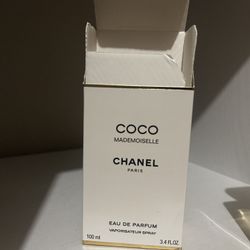 COCO
MADEMOISELLE
CHANEL
PARIS
EAU DE PARFUM
VAPORISATEUR SPRAY
100 ml 3.4 FL.OZ.